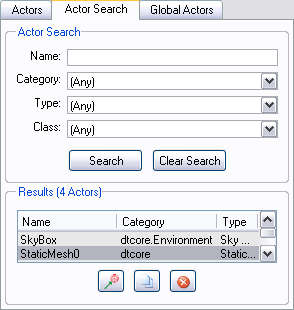 Actors Actor Search Global Actors
Actor Search
Name:
Category: (Any)
Type: (Any)
Class: (Any)
Search Clear Search
Results (4 Actors)
Name Category Type
SkyBox dtcore.Environment Sky ...
StaticMesh0 dtcore Static...